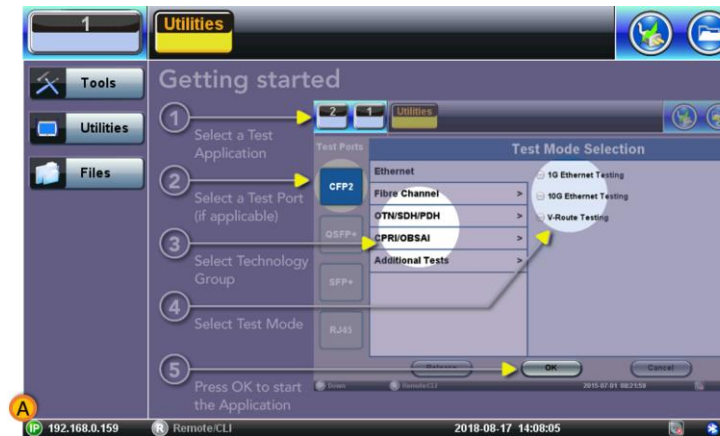 1
Utilities
Tools
Utilities
Files
Getting started
1
Select a Test
Application
2
Select a Test Port
(if applicable)
3
Select Technology
Group
4
Select Test Mode
5
Press OK to start
the Application
2
1
Utilities
Test Ports
Test Mode Selection
CFP2
QSFP+
SFP+
RJ45
Ethernet
Fibre Channel >
OTN/SDH/PDH >
CPRI/OBSAI >
Additional Tests >
1G Ethernet Testing
10G Ethernet Testing
V-Route Testing
Release
OK
Cancel
Down
R Remote/CLI
2015-07-01 08:21:59
A
IP 192.168.0.159
R Remote/CLI
2018-08-17 14:08:05